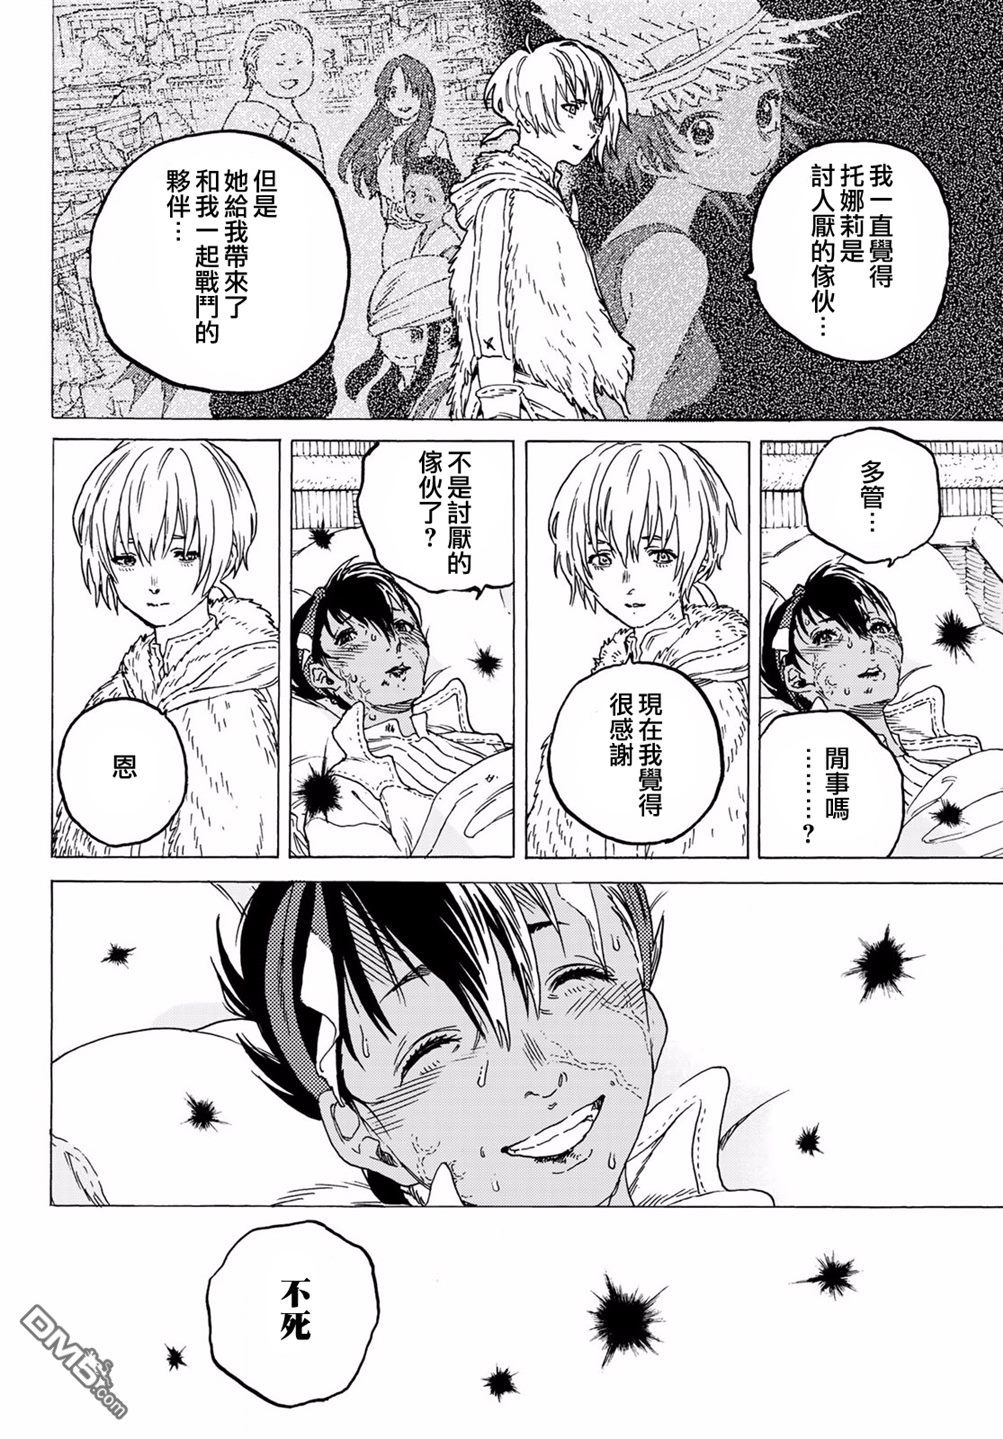 我一直覺得
托娜莉是
討人厭的傢伙…
但是
她給我帶來了
和我一起戰鬥的
夥伴…
多管…
閒事嗎
………?
現在我覺得
很感謝
不是討厭的
傢伙了?
恩
不死
DM5.com